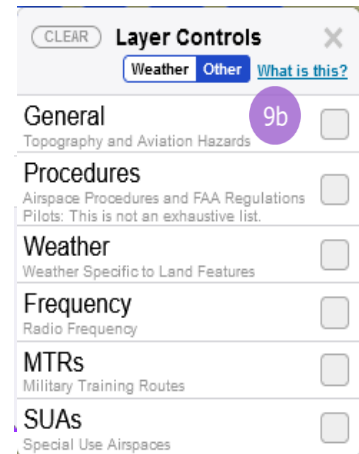 CLEAR Layer Controls ×
Weather Other What is this?
General 9b
Topography and Aviation Hazards
Procedures
Airspace Procedures and FAA Regulations
Pilots: This is not an exhaustive list.
Weather
Weather Specific to Land Features
Frequency
Radio Frequency
MTRs
Military Training Routes
SUAs
Special Use Airspaces